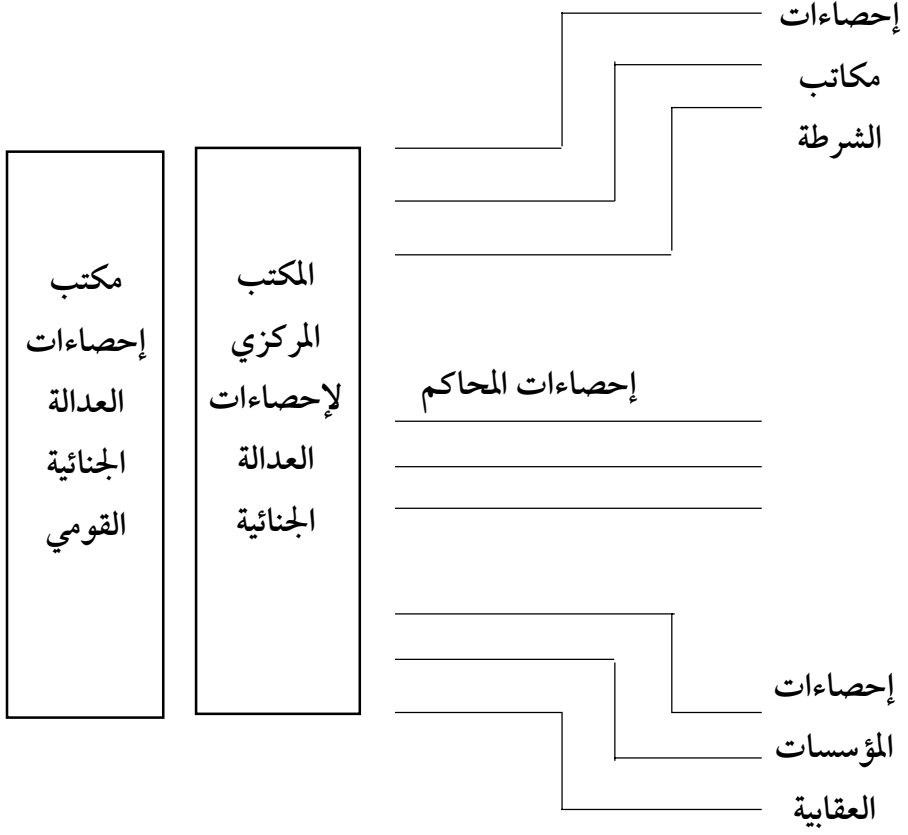 إحصاءات
مكاتب
الشرطة
المكتب
المركزي
لإحصاءات
العدالة
الجنائية
مكتب
إحصاءات
العدالة
الجنائية
القومي
إحصاءات المحاكم
إحصاءات
المؤسسات
العقابية